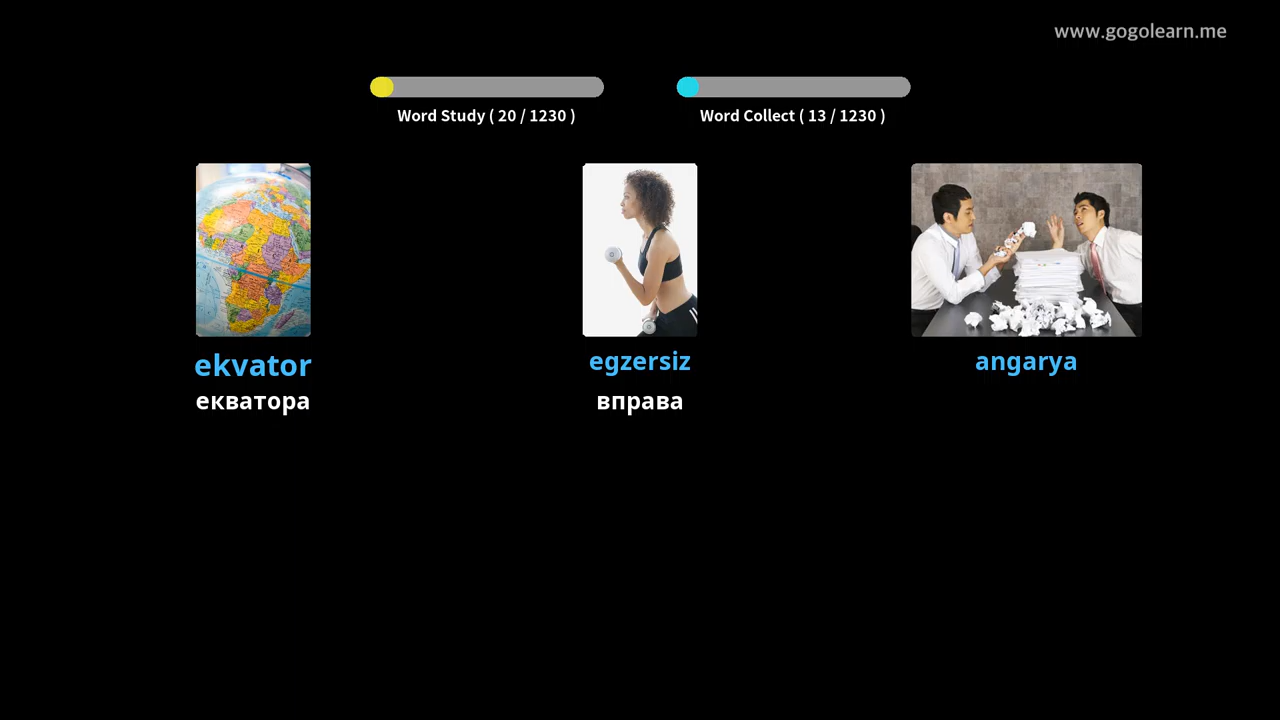 www.gogolearn.me
Word Study ( 20 / 1230 )
Word Collect ( 13 / 1230 )
ekvator
екватора
egzersiz
вправа
angarya